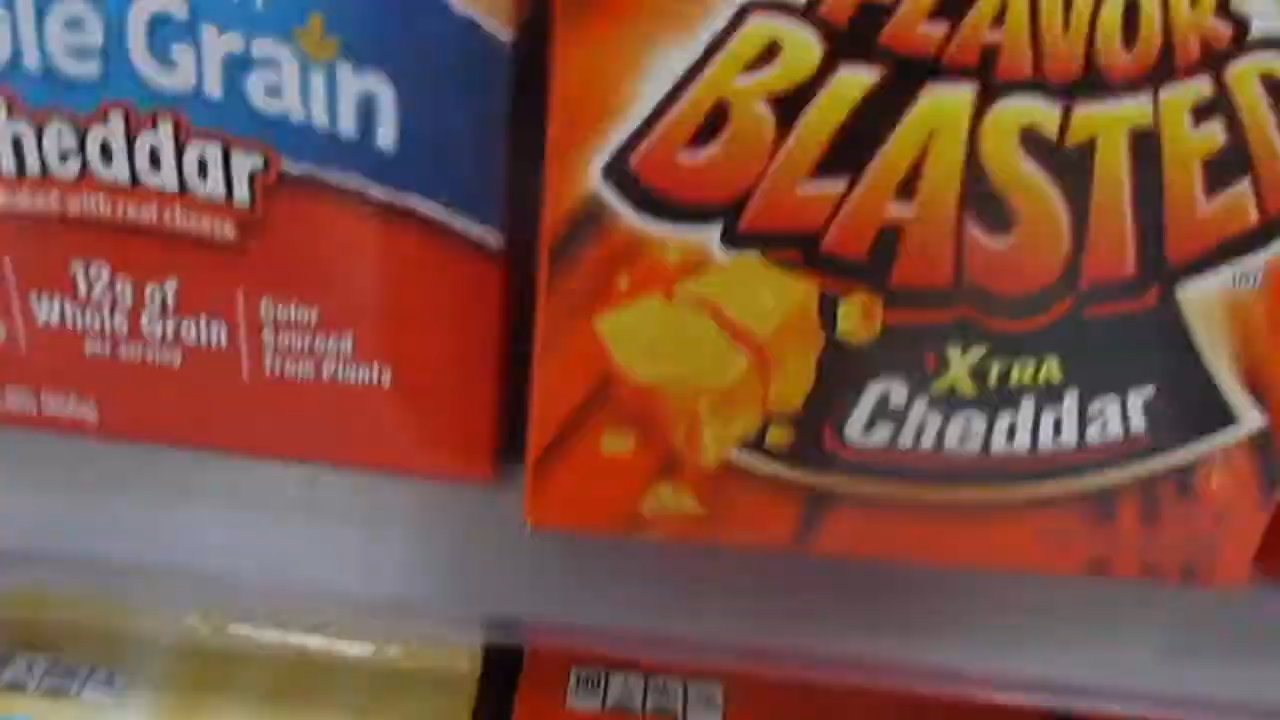 le Grain
heddar
with real cheese
12g of
Whole Grain
per serving
Color
Sourced
From Plants
FLAVOR
BLASTED
XTRA
Cheddar